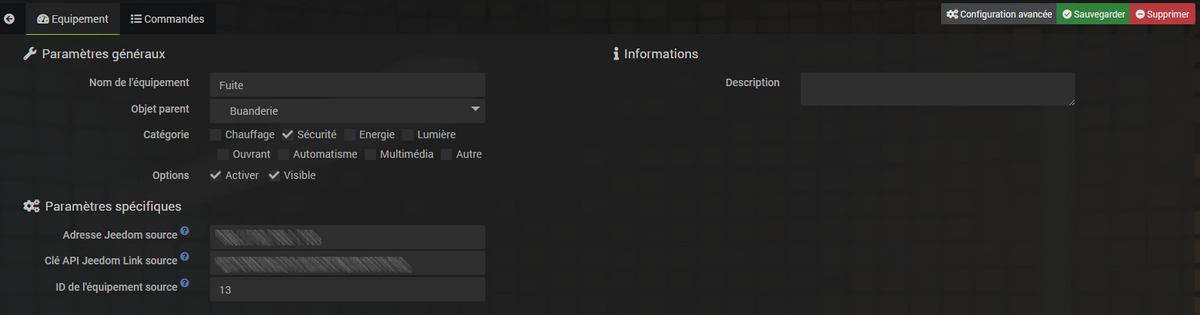 Equipement Commandes Configuration avancée Sauvegarder Supprimer
Paramètres généraux
Nom de l'équipement Fuite
Objet parent Buanderie
Catégorie Chauffage Sécurité Energie Lumière
Ouvrant Automatisme Multimédia Autre
Options Activer Visible
Paramètres spécifiques
Adresse Jeedom source ?
Clé API Jeedom Link source ?
ID de l'équipement source ? 13
Informations
Description